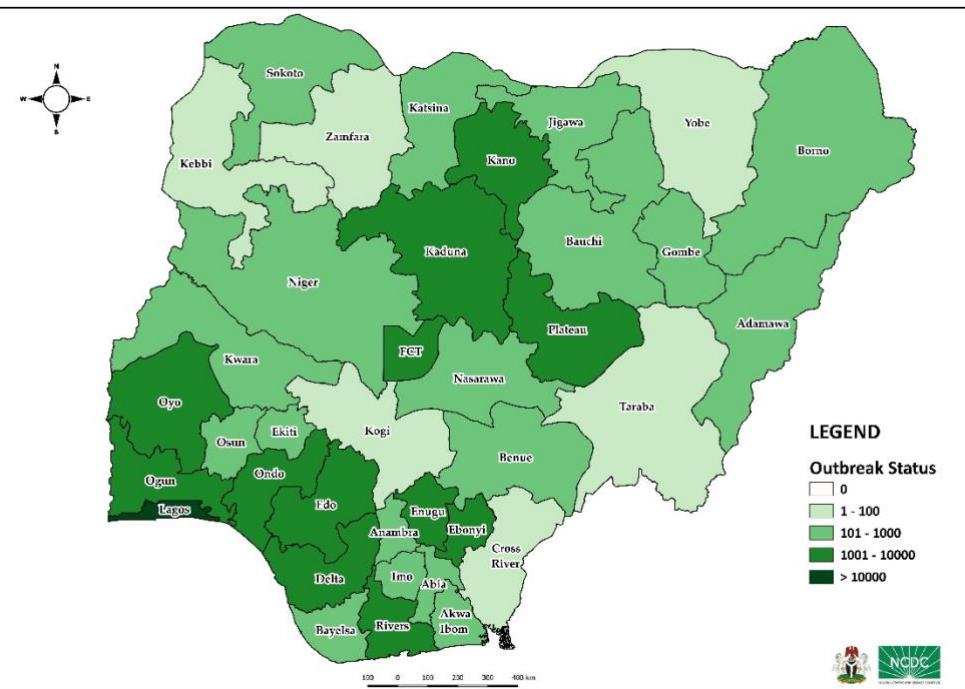 N
W
E
S
Sokoto
Katsina
Zamfara
Jigawa
Yobe
Kebbi
Kano
Borno
Bauchi
Gombe
Kaduna
Niger
Plateau
Adamawa
FCT
Kwara
Nasarawa
Oyo
Taraba
Kogi
Osun
Ekiti
Benue
Ogun
Ondo
Lagos
Edo
Enugu
Ebonyi
Anambra
Cross
River
Delta
Imo
Abia
Akwa
Ibom
Bayelsa
Rivers
LEGEND
Outbreak Status
0
1 - 100
101 - 1000
1001 - 10000
> 10000
100 0 100 200 300 400 km
NCDC